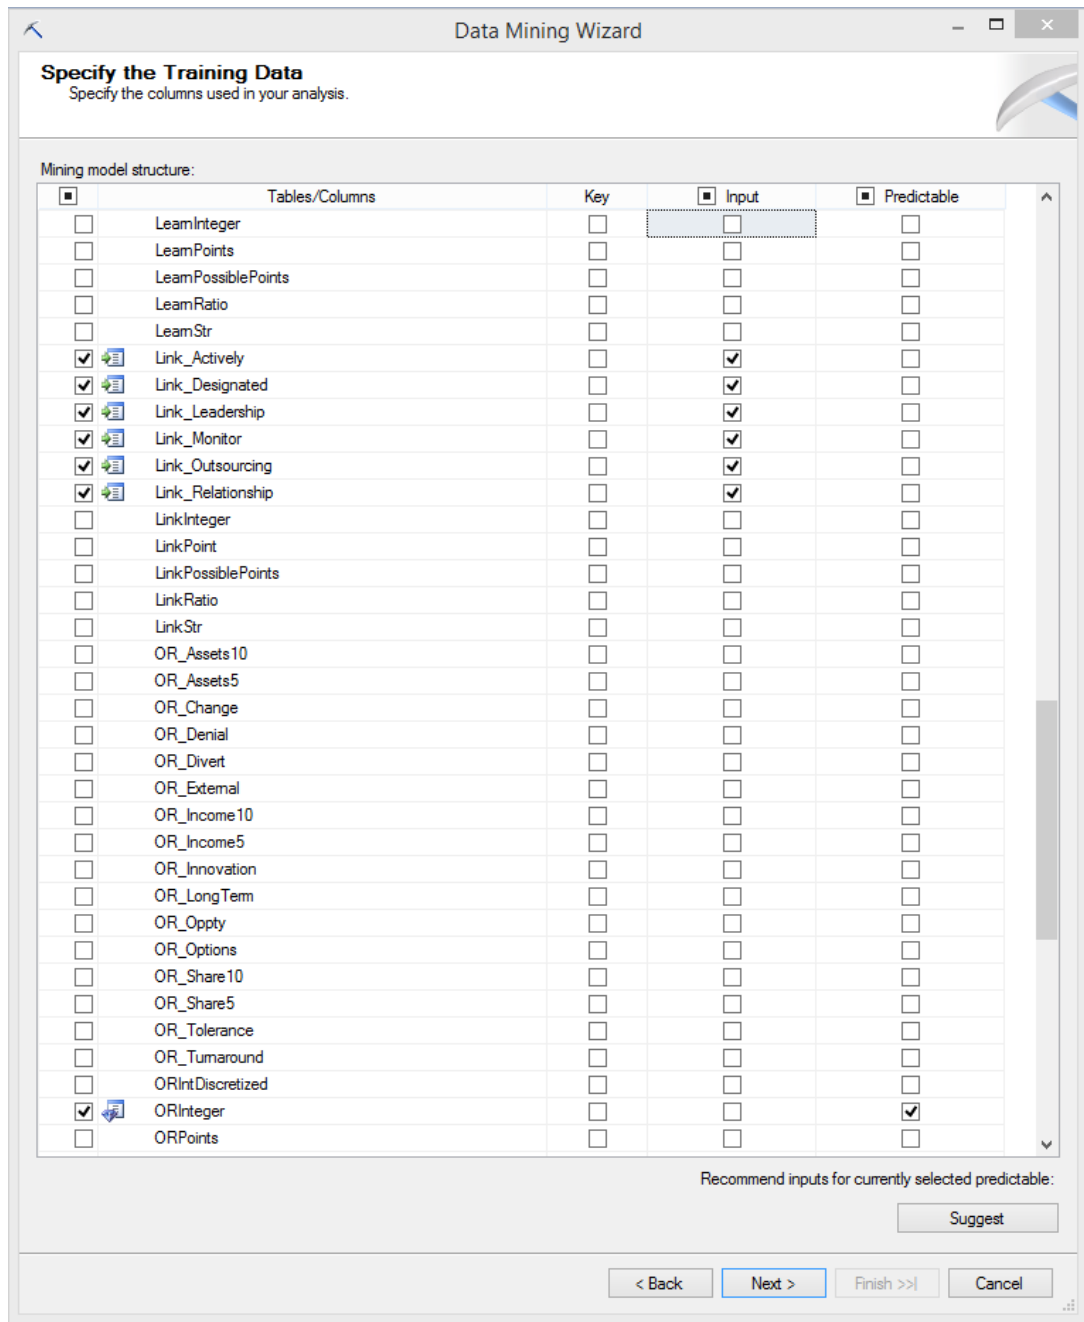 Data Mining Wizard
Specify the Training Data
Specify the columns used in your analysis.
Mining model structure:
Tables/Columns Key Input Predictable
LearnInteger
LearnPoints
LearnPossiblePoints
LearnRatio
LearnStr
Link_Actively
Link_Designated
Link_Leadership
Link_Monitor
Link_Outsourcing
Link_Relationship
LinkInteger
LinkPoint
LinkPossiblePoints
LinkRatio
LinkStr
OR_Assets10
OR_Assets5
OR_Change
OR_Denial
OR_Divert
OR_External
OR_Income10
OR_Income5
OR_Innovation
OR_LongTerm
OR_Oppty
OR_Options
OR_Share10
OR_Share5
OR_Tolerance
OR_Turnaround
ORIntDiscretized
ORInteger
ORPoints
Recommend inputs for currently selected predictable:
Suggest
< Back Next > Finish >>| Cancel